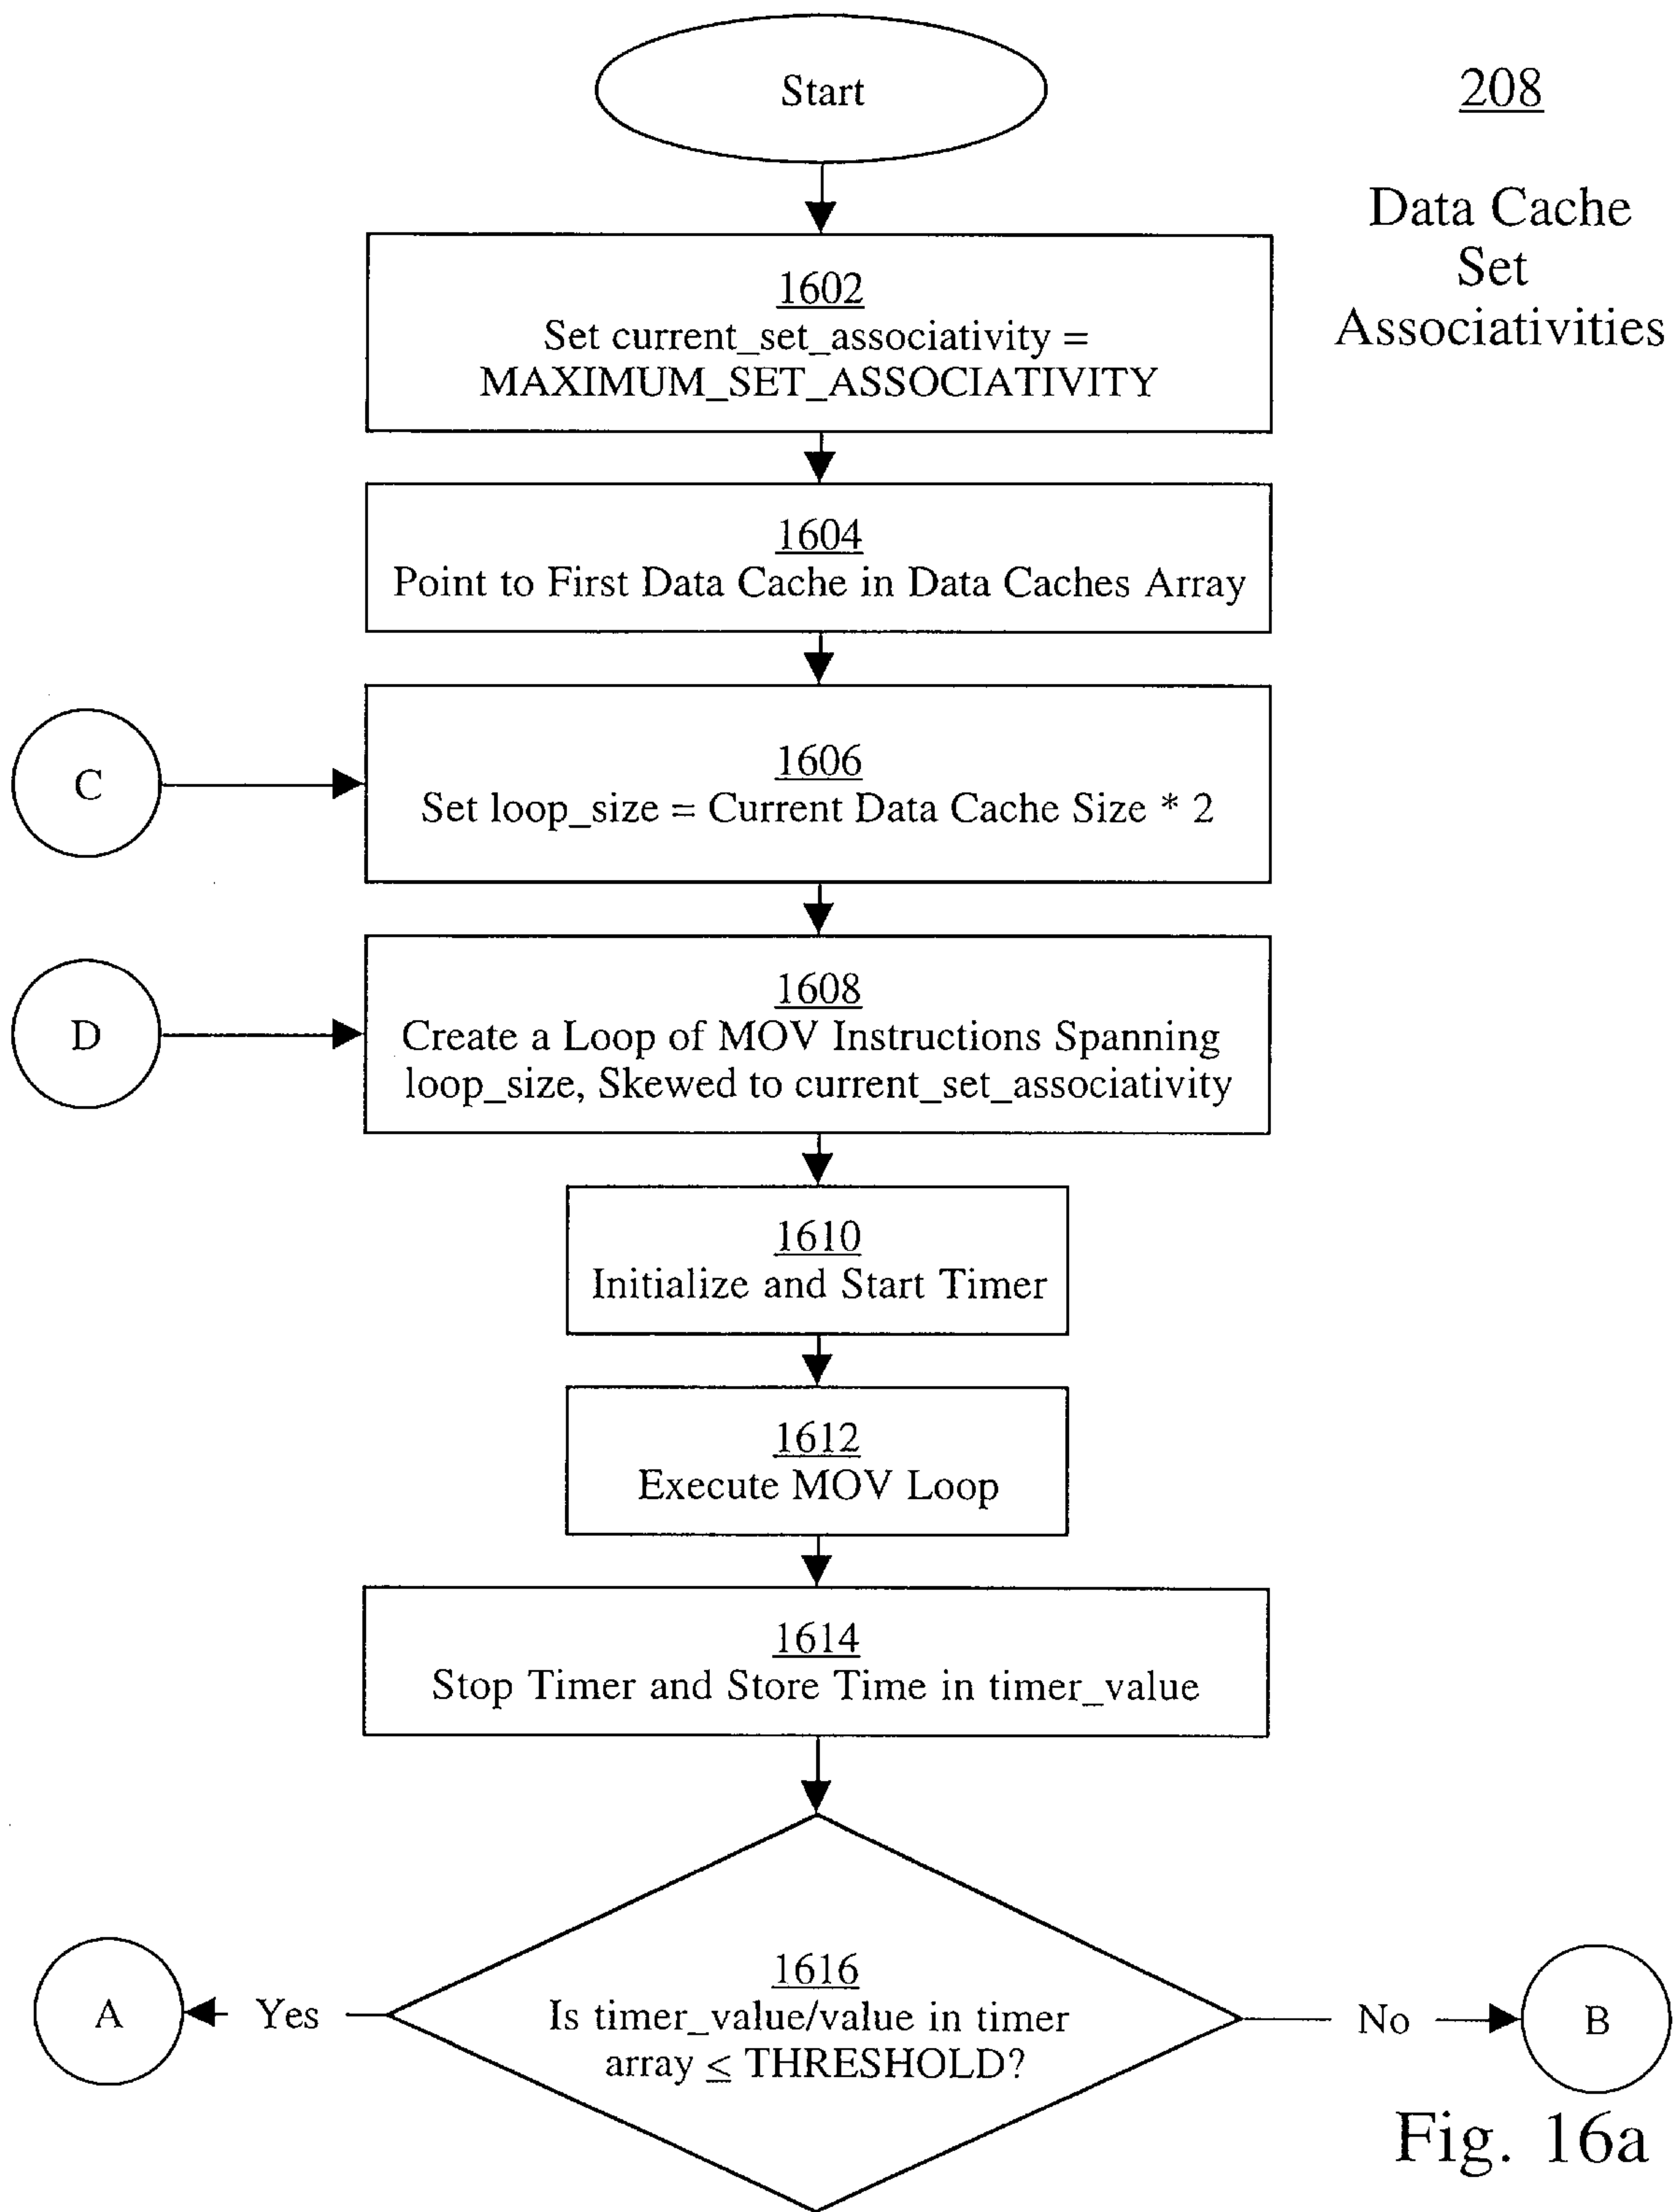 Start
208
Data Cache
Set
Associativities
1602
Set current_set_associativity =
MAXIMUM_SET_ASSOCIATIVITY
1604
Point to First Data Cache in Data Caches Array
C
1606
Set loop_size = Current Data Cache Size * 2
D
1608
Create a Loop of MOV Instructions Spanning
loop_size, Skewed to current_set_associativity
1610
Initialize and Start Timer
1612
Execute MOV Loop
1614
Stop Timer and Store Time in timer_value
A
Yes
1616
Is timer_value/value in timer
array ≤ THRESHOLD?
No
B
Fig. 16a